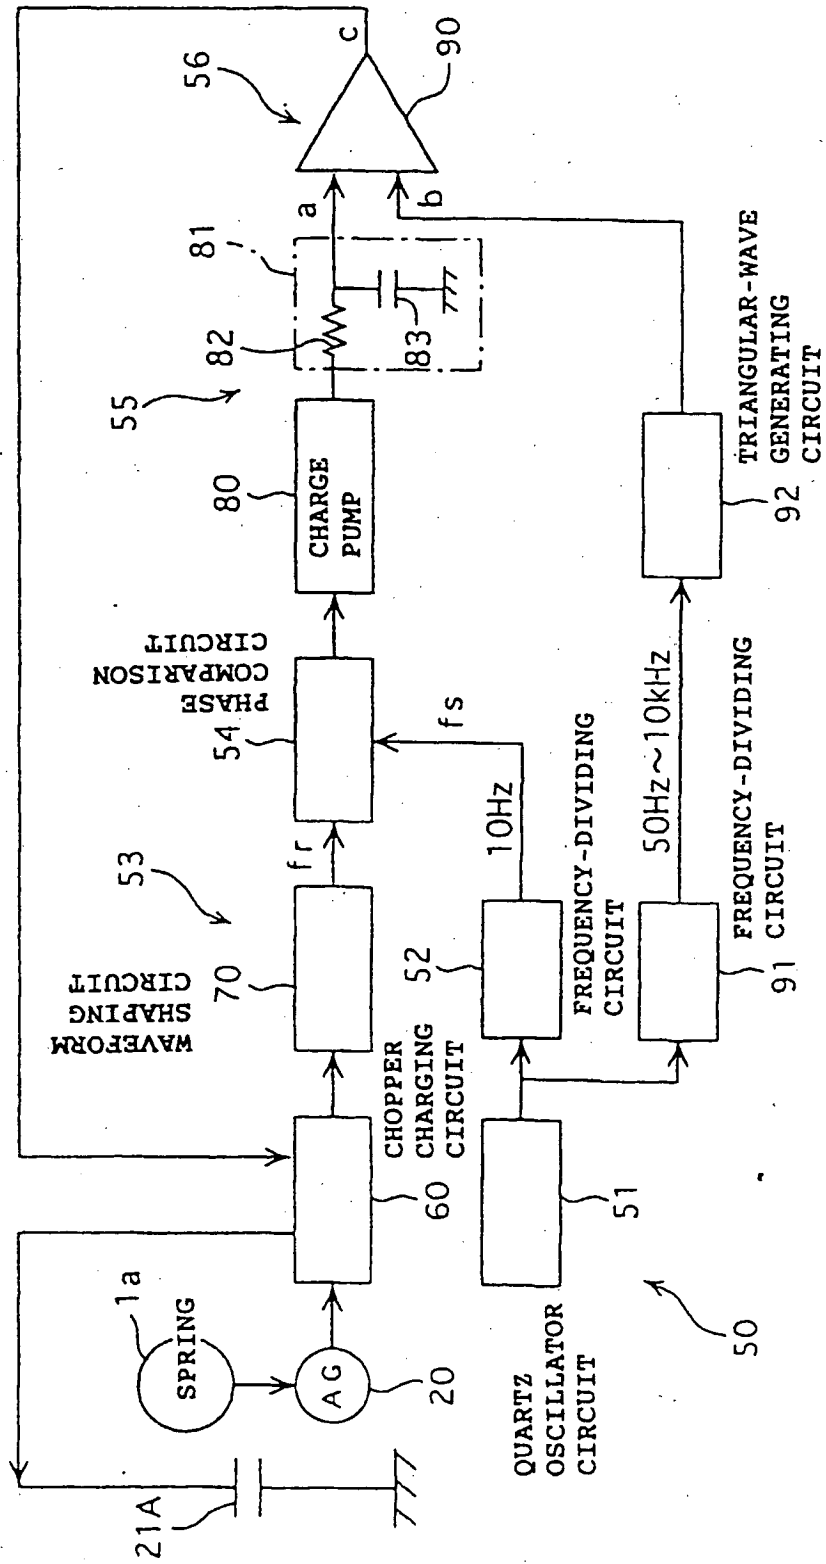 21A
1a
SPRING
AG
20
60
CHOPPER
CHARGING
CIRCUIT
WAVEFORM
SHAPING
CIRCUIT
70
53
fr
PHASE
COMPARISON
CIRCUIT
54
fs
CHARGE
PUMP
80
55
81
82
83
a
b
c
56
90
QUARTZ
OSCILLATOR
CIRCUIT
51
50
52
FREQUENCY-DIVIDING
CIRCUIT
10Hz
91
FREQUENCY-DIVIDING
CIRCUIT
50Hz~10kHz
92
TRIANGULAR-WAVE
GENERATING
CIRCUIT